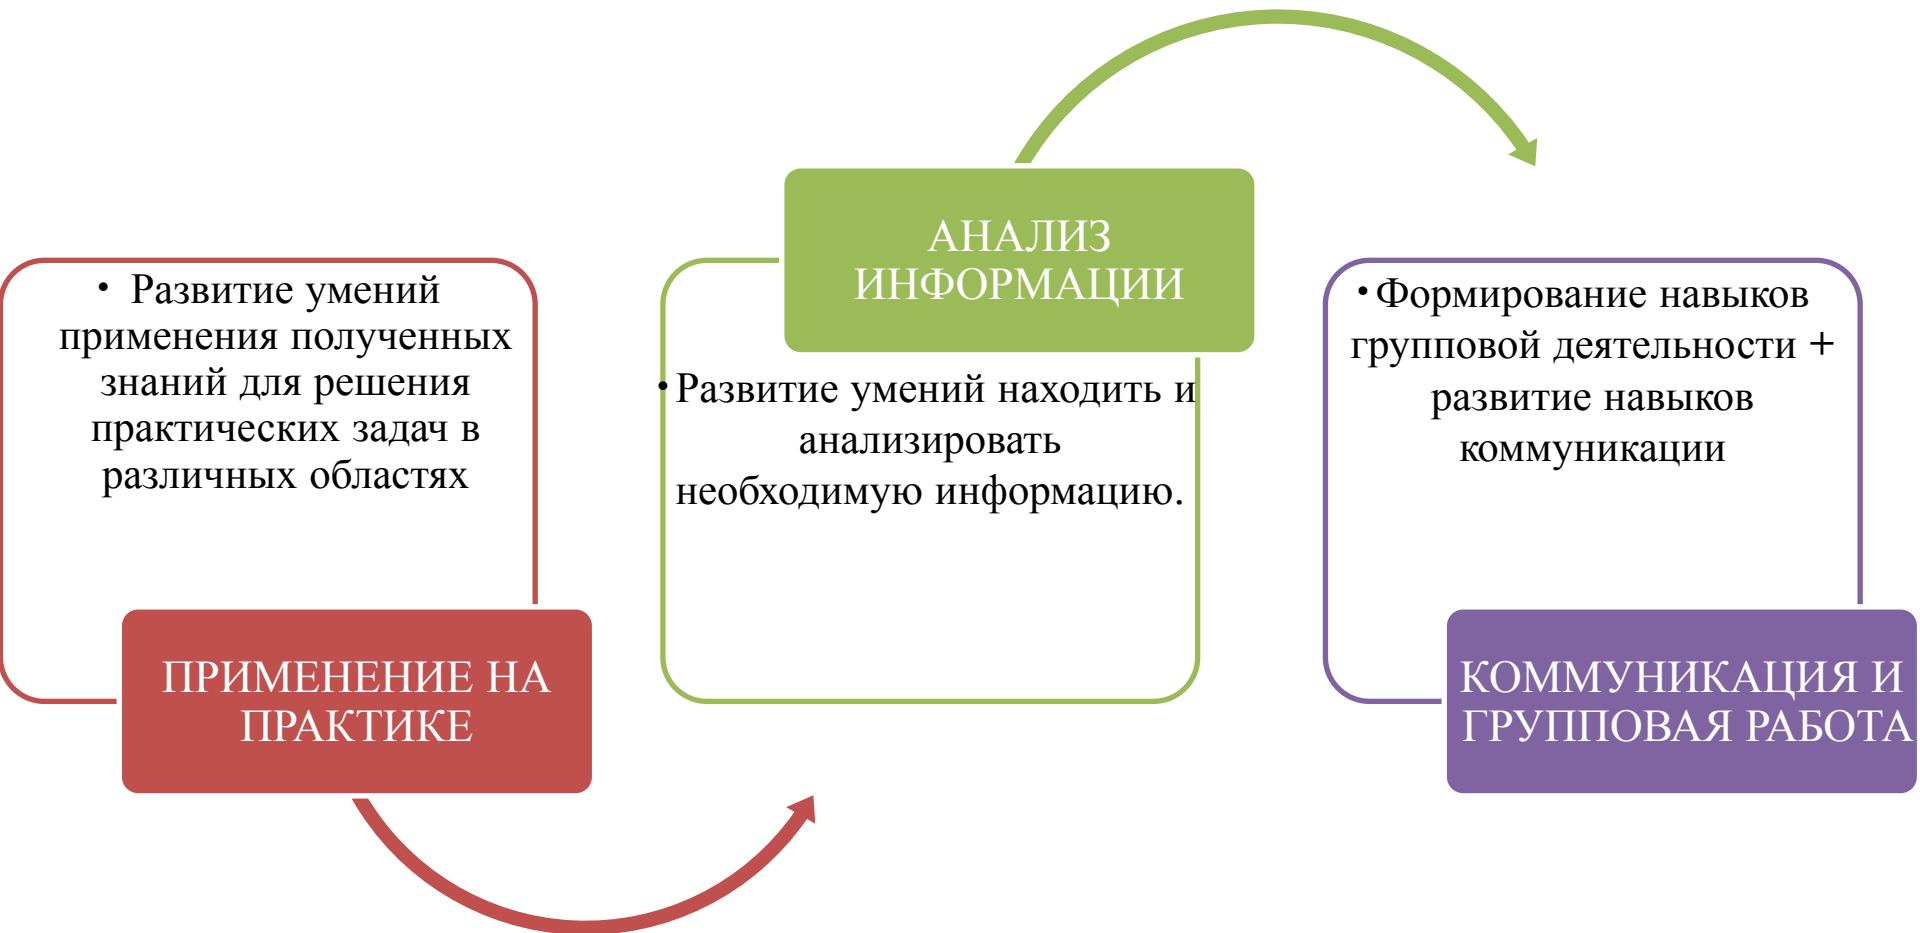 • Развитие умений
применения полученных
знаний для решения
практических задач в
различных областях
ПРИМЕНЕНИЕ НА
ПРАКТИКЕ
АНАЛИЗ
ИНФОРМАЦИИ
• Развитие умений находить и
анализировать
необходимую информацию.
• Формирование навыков
групповой деятельности +
развитие навыков
коммуникации
КОММУНИКАЦИЯ И
ГРУППОВАЯ РАБОТА